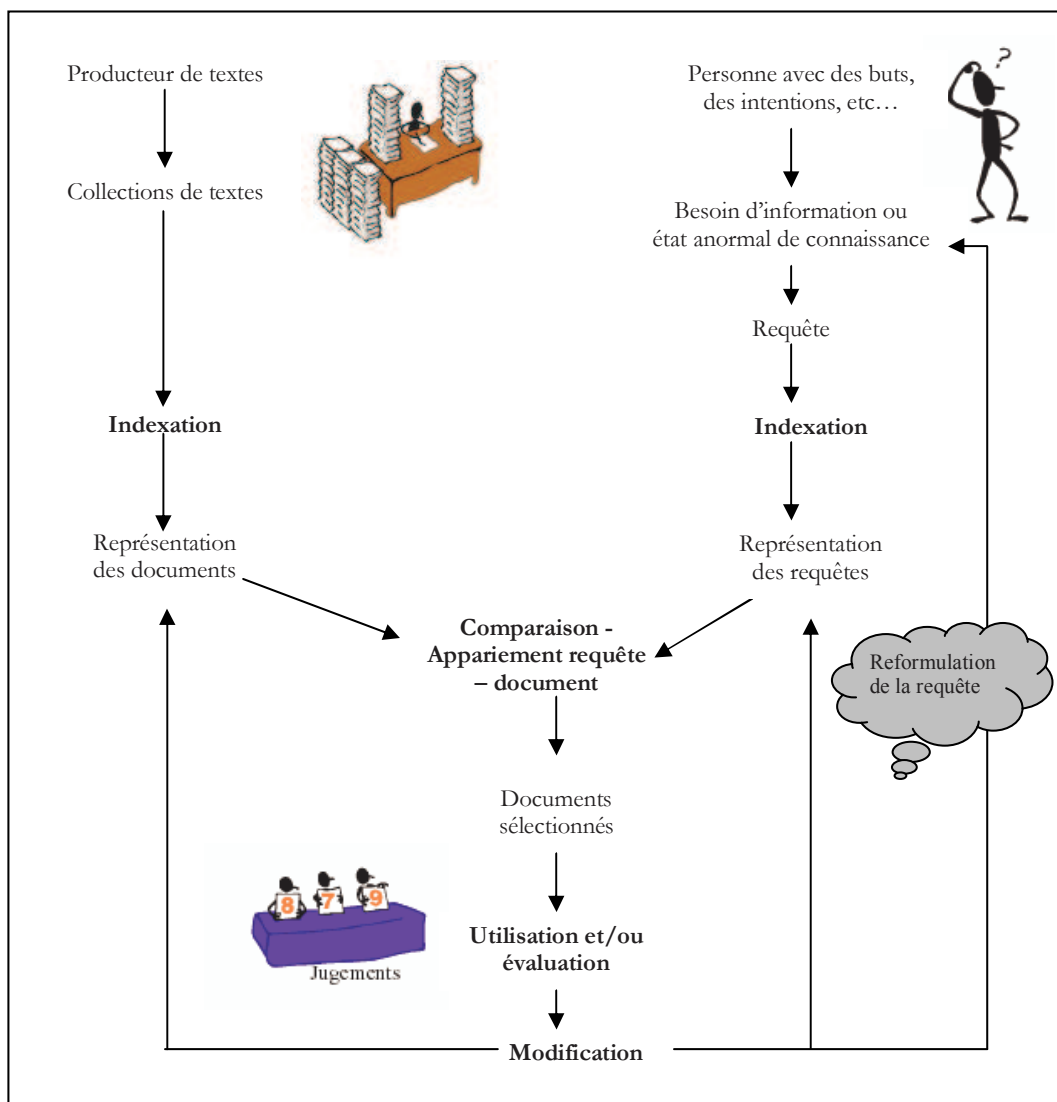 Producteur de textes
Collections de textes
Indexation
Représentation
des documents
?
Personne avec des buts,
des intentions, etc…
Besoin d'information ou
état anormal de connaissance
Requête
Indexation
Représentation
des requêtes
Comparaison -
Appariement requête
– document
Reformulation
de la requête
Documents
sélectionnés
8 7 9
Jugements
Utilisation et/ou
évaluation
Modification